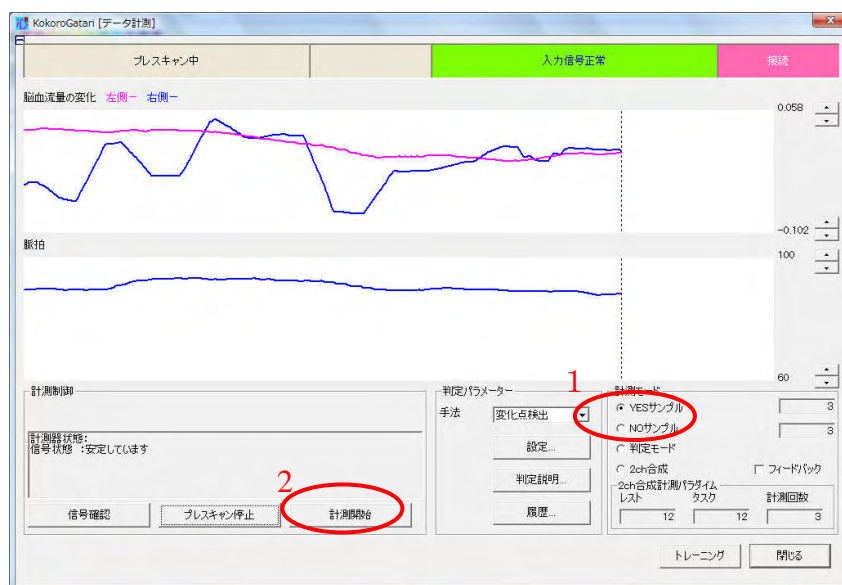 KokoroGatari [データ計測]
プレスキャン中 入力信号正常 接続
脳血流量の変化 左側ー 右側ー
0.058
-0.102
脈拍
100
60
計測制御
計測器状態:
信号状態 :安定しています
信号確認 プレスキャン停止 計測開始
2
判定パラメーター
手法 変化点検出
設定...
判定説明...
履歴...
1
計測モード
YESサンプル 3
NOサンプル 3
判定モード
2ch合成 フィードバック
2ch合成計測パラダイム
レスト タスク 計測回数
12 12 3
トレーニング 閉じる